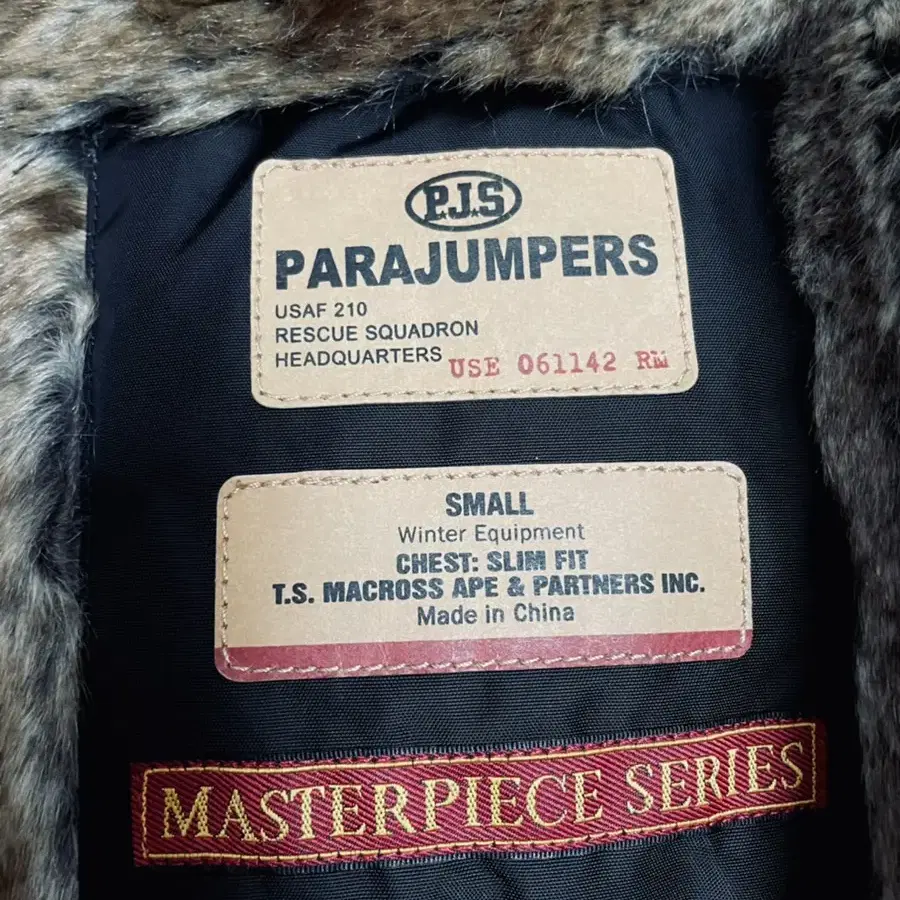 P.J.S
PARAJUMPERS
USAF 210
RESCUE SQUADRON
HEADQUARTERS USE 061142 RM
SMALL
Winter Equipment
CHEST: SLIM FIT
T.S. MACROSS APE & PARTNERS INC.
Made in China
MASTERPIECE SERIES